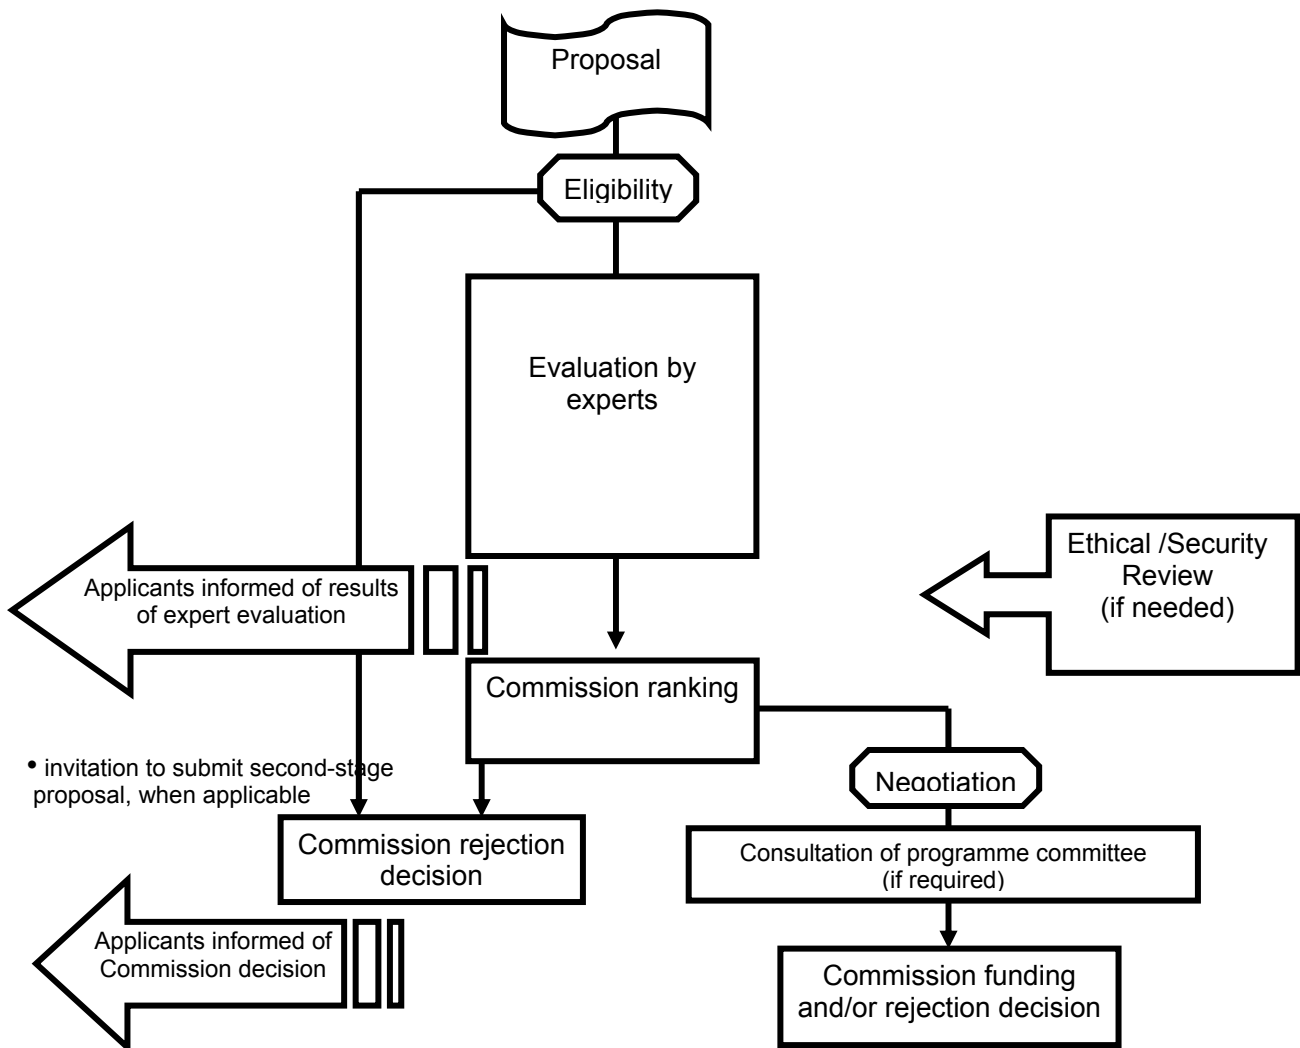 Proposal
Eligibility
Evaluation by
experts
Ethical /Security
Review
(if needed)
Applicants informed of results
of expert evaluation
Commission ranking
• invitation to submit second-stage
proposal, when applicable
Negotiation
Commission rejection
decision
Consultation of programme committee
(if required)
Applicants informed of
Commission decision
Commission funding
and/or rejection decision